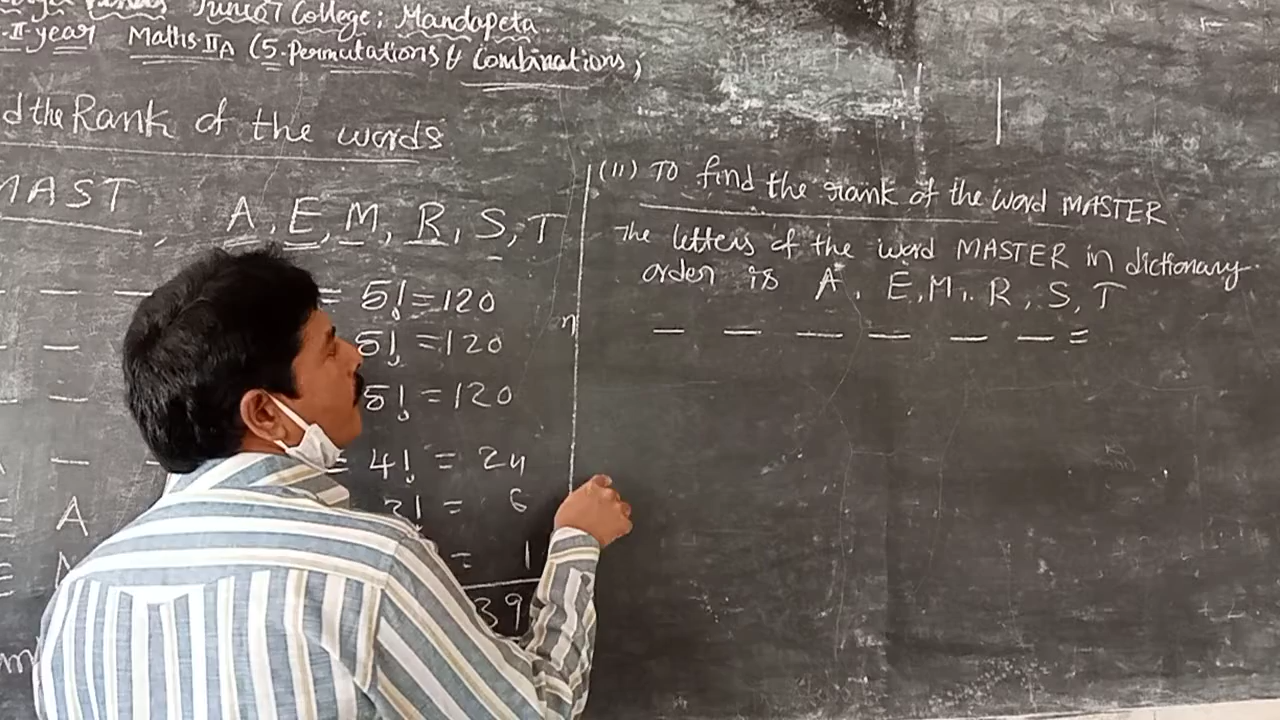 Junior College; Mandapeta
II-year Maths-IIA (5. Permutations & Combinations)
d the Rank of the words
MAST, A, E, M, R, S, T
= 5! = 120
5! = 120
5! = 120
= 4! = 24
A 3! = 6
= 1
39
(ii) To find the rank of the word MASTER
The letters of the word MASTER in dictionary
order is A, E, M, R, S, T
— — — — — — =